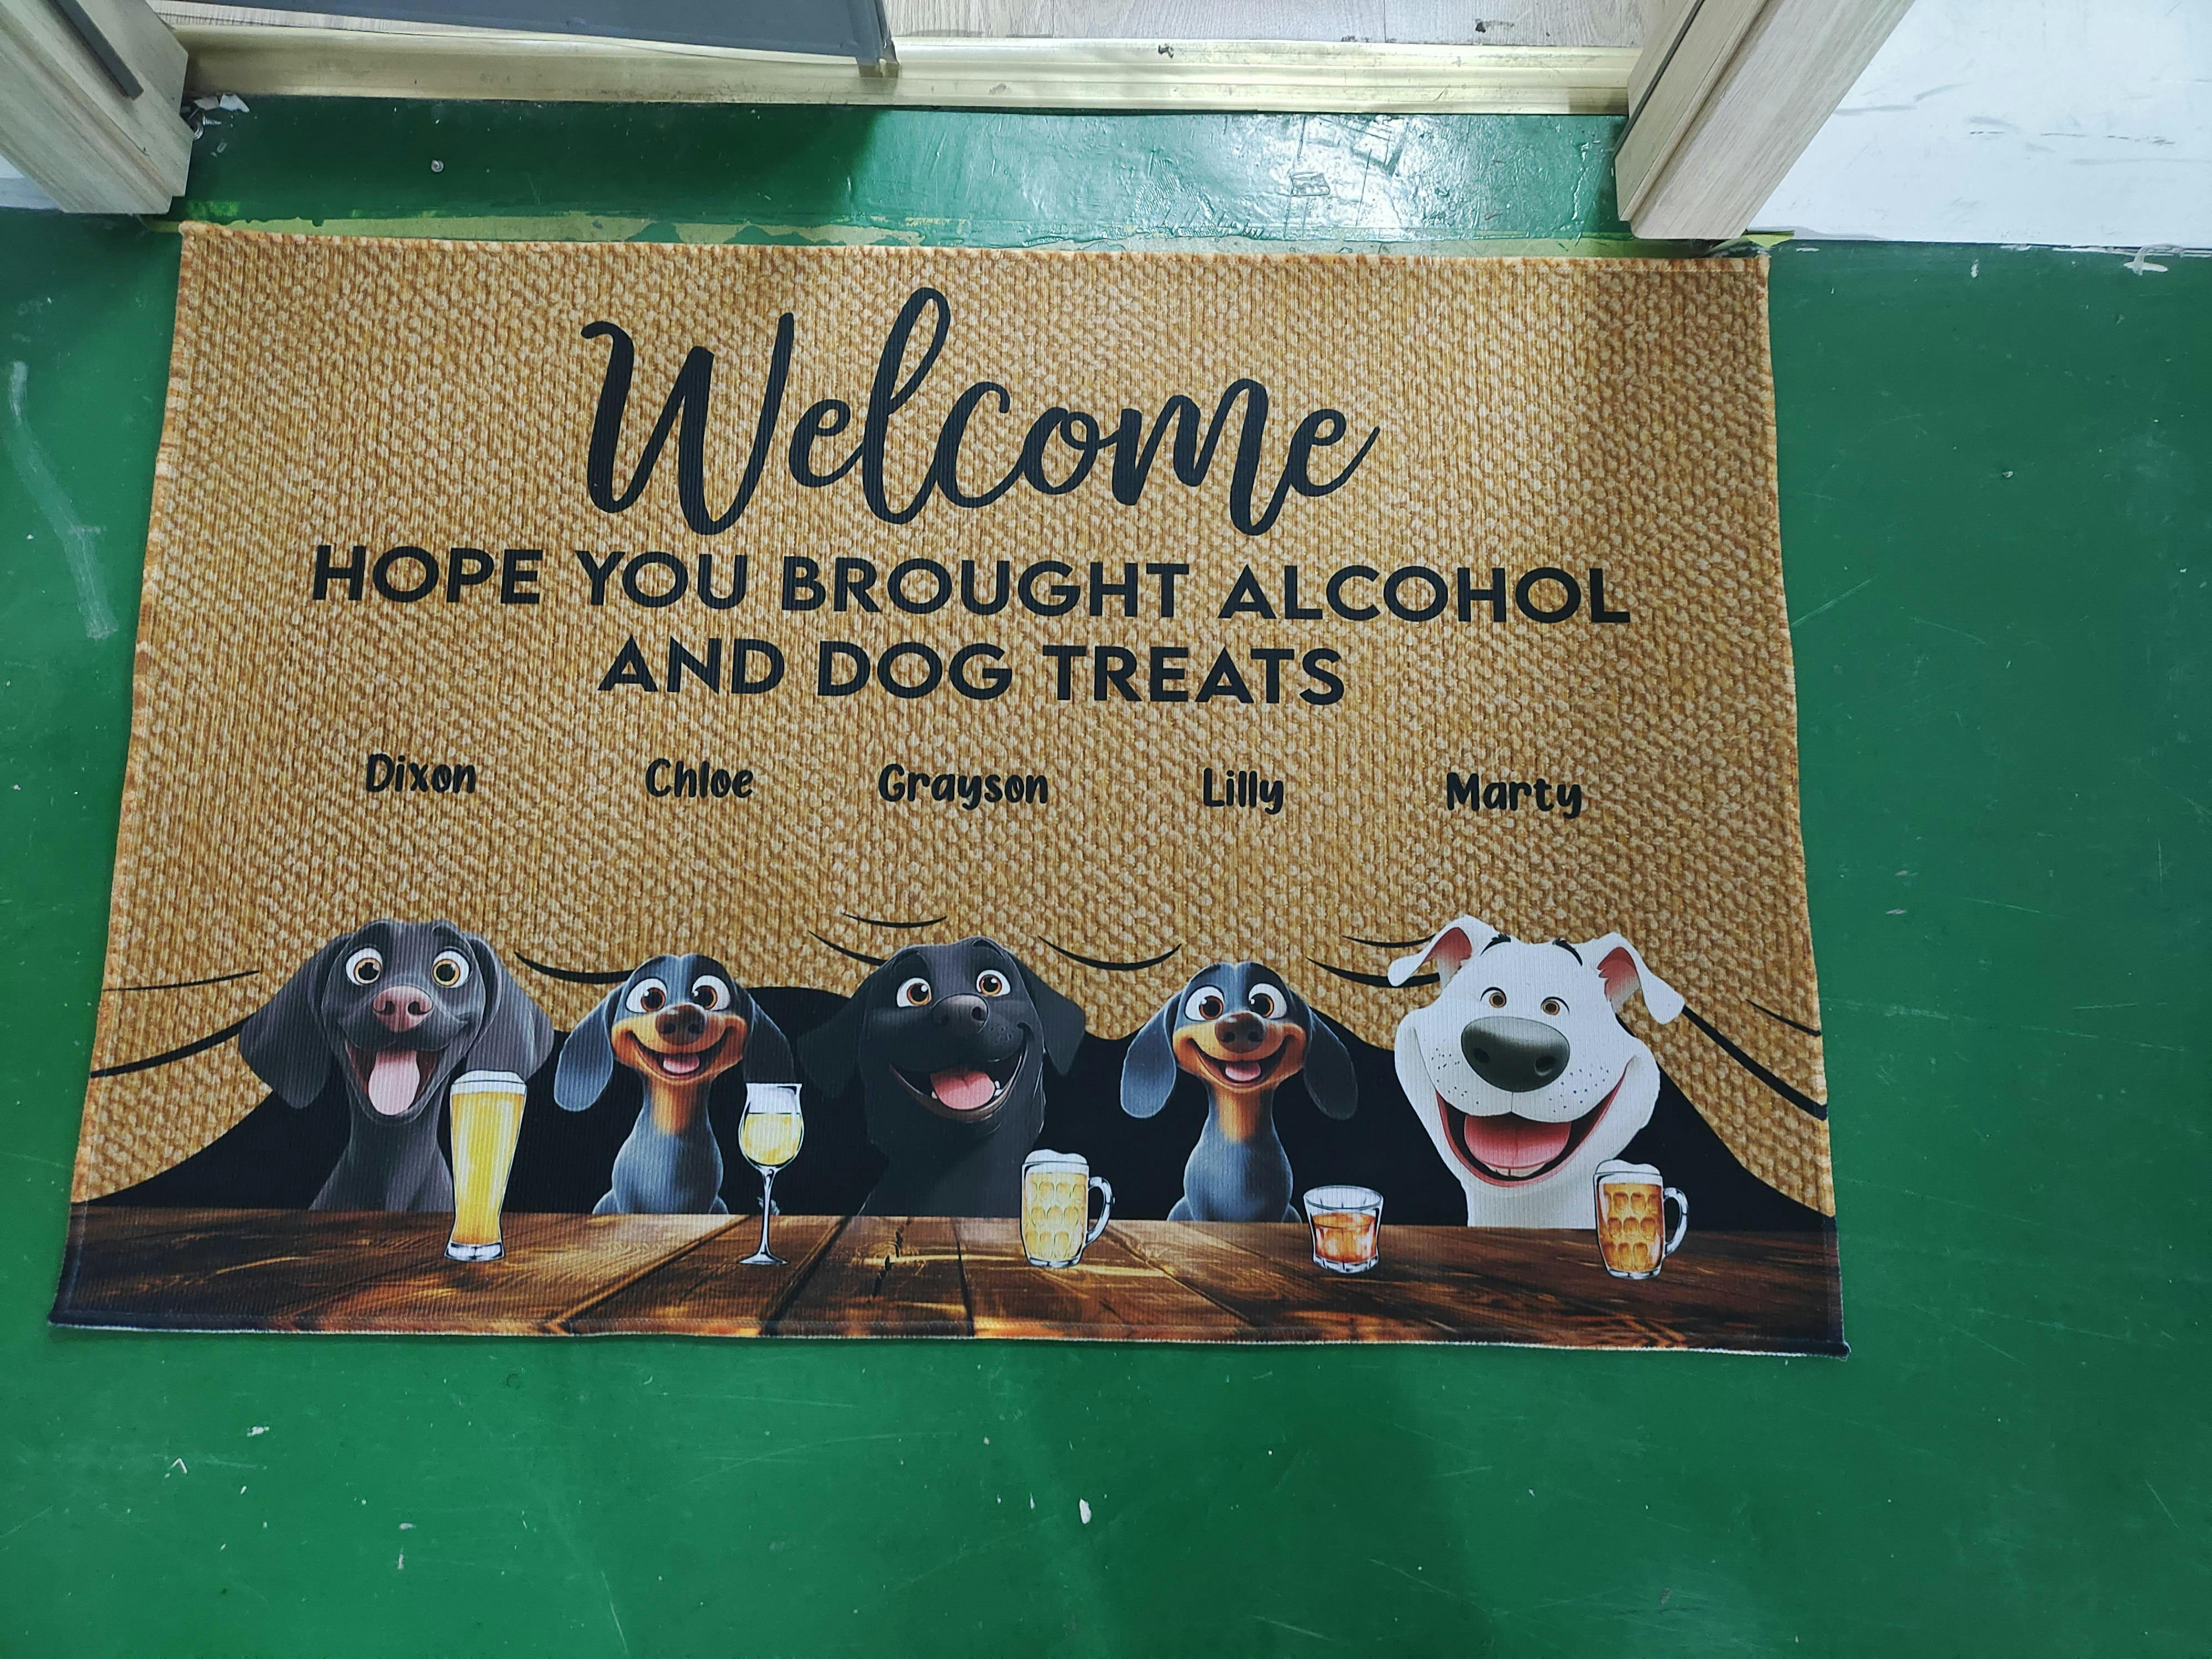 Welcome
HOPE YOU BROUGHT ALCOHOL
AND DOG TREATS
Dixon Chloe Grayson Lilly Marty